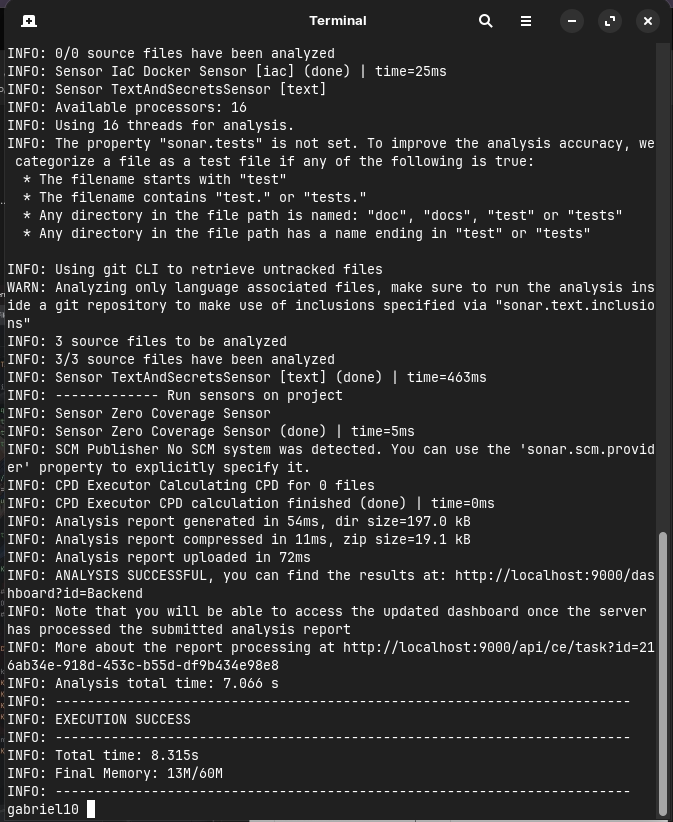 Terminal
INFO: 0/0 source files have been analyzed
INFO: Sensor IaC Docker Sensor [iac] (done) | time=25ms
INFO: Sensor TextAndSecretsSensor [text]
INFO: Available processors: 16
INFO: Using 16 threads for analysis.
INFO: The property "sonar.tests" is not set. To improve the analysis accuracy, we
 categorize a file as a test file if any of the following is true:
  * The filename starts with "test"
  * The filename contains "test." or "tests."
  * Any directory in the file path is named: "doc", "docs", "test" or "tests"
  * Any directory in the file path has a name ending in "test" or "tests"

INFO: Using git CLI to retrieve untracked files
WARN: Analyzing only language associated files, make sure to run the analysis ins
ide a git repository to make use of inclusions specified via "sonar.text.inclusio
ns"
INFO: 3 source files to be analyzed
INFO: 3/3 source files have been analyzed
INFO: Sensor TextAndSecretsSensor [text] (done) | time=463ms
INFO: ------------- Run sensors on project
INFO: Sensor Zero Coverage Sensor
INFO: Sensor Zero Coverage Sensor (done) | time=5ms
INFO: SCM Publisher No SCM system was detected. You can use the 'sonar.scm.provid
er' property to explicitly specify it.
INFO: CPD Executor Calculating CPD for 0 files
INFO: CPD Executor CPD calculation finished (done) | time=0ms
INFO: Analysis report generated in 54ms, dir size=197.0 kB
INFO: Analysis report compressed in 11ms, zip size=19.1 kB
INFO: Analysis report uploaded in 72ms
INFO: ANALYSIS SUCCESSFUL, you can find the results at: http://localhost:9000/das
hboard?id=Backend
INFO: Note that you will be able to access the updated dashboard once the server
has processed the submitted analysis report
INFO: More about the report processing at http://localhost:9000/api/ce/task?id=21
6ab34e-918d-453c-b55d-df9b434e98e8
INFO: Analysis total time: 7.066 s
INFO: ------------------------------------------------------------------------
INFO: EXECUTION SUCCESS
INFO: ------------------------------------------------------------------------
INFO: Total time: 8.315s
INFO: Final Memory: 13M/60M
INFO: ------------------------------------------------------------------------
gabriel10